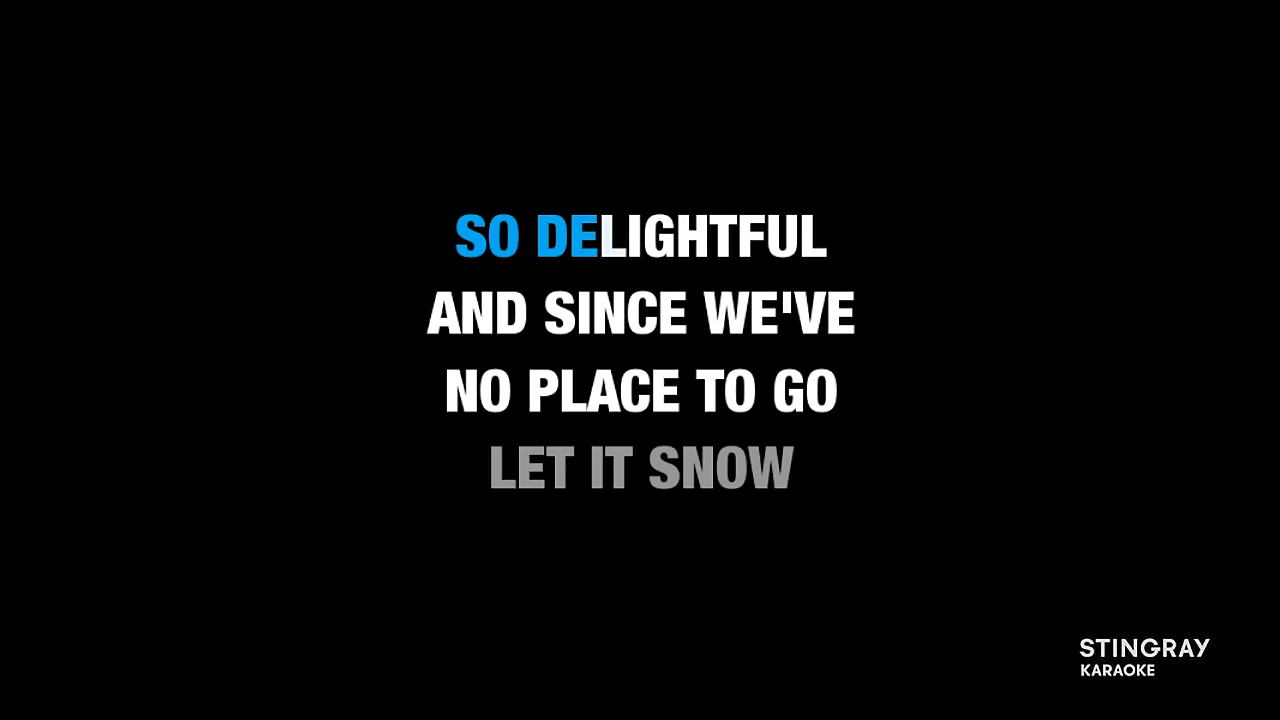 SO DELIGHTFUL
AND SINCE WE'VE
NO PLACE TO GO
LET IT SNOW
STINGRAY
KARAOKE